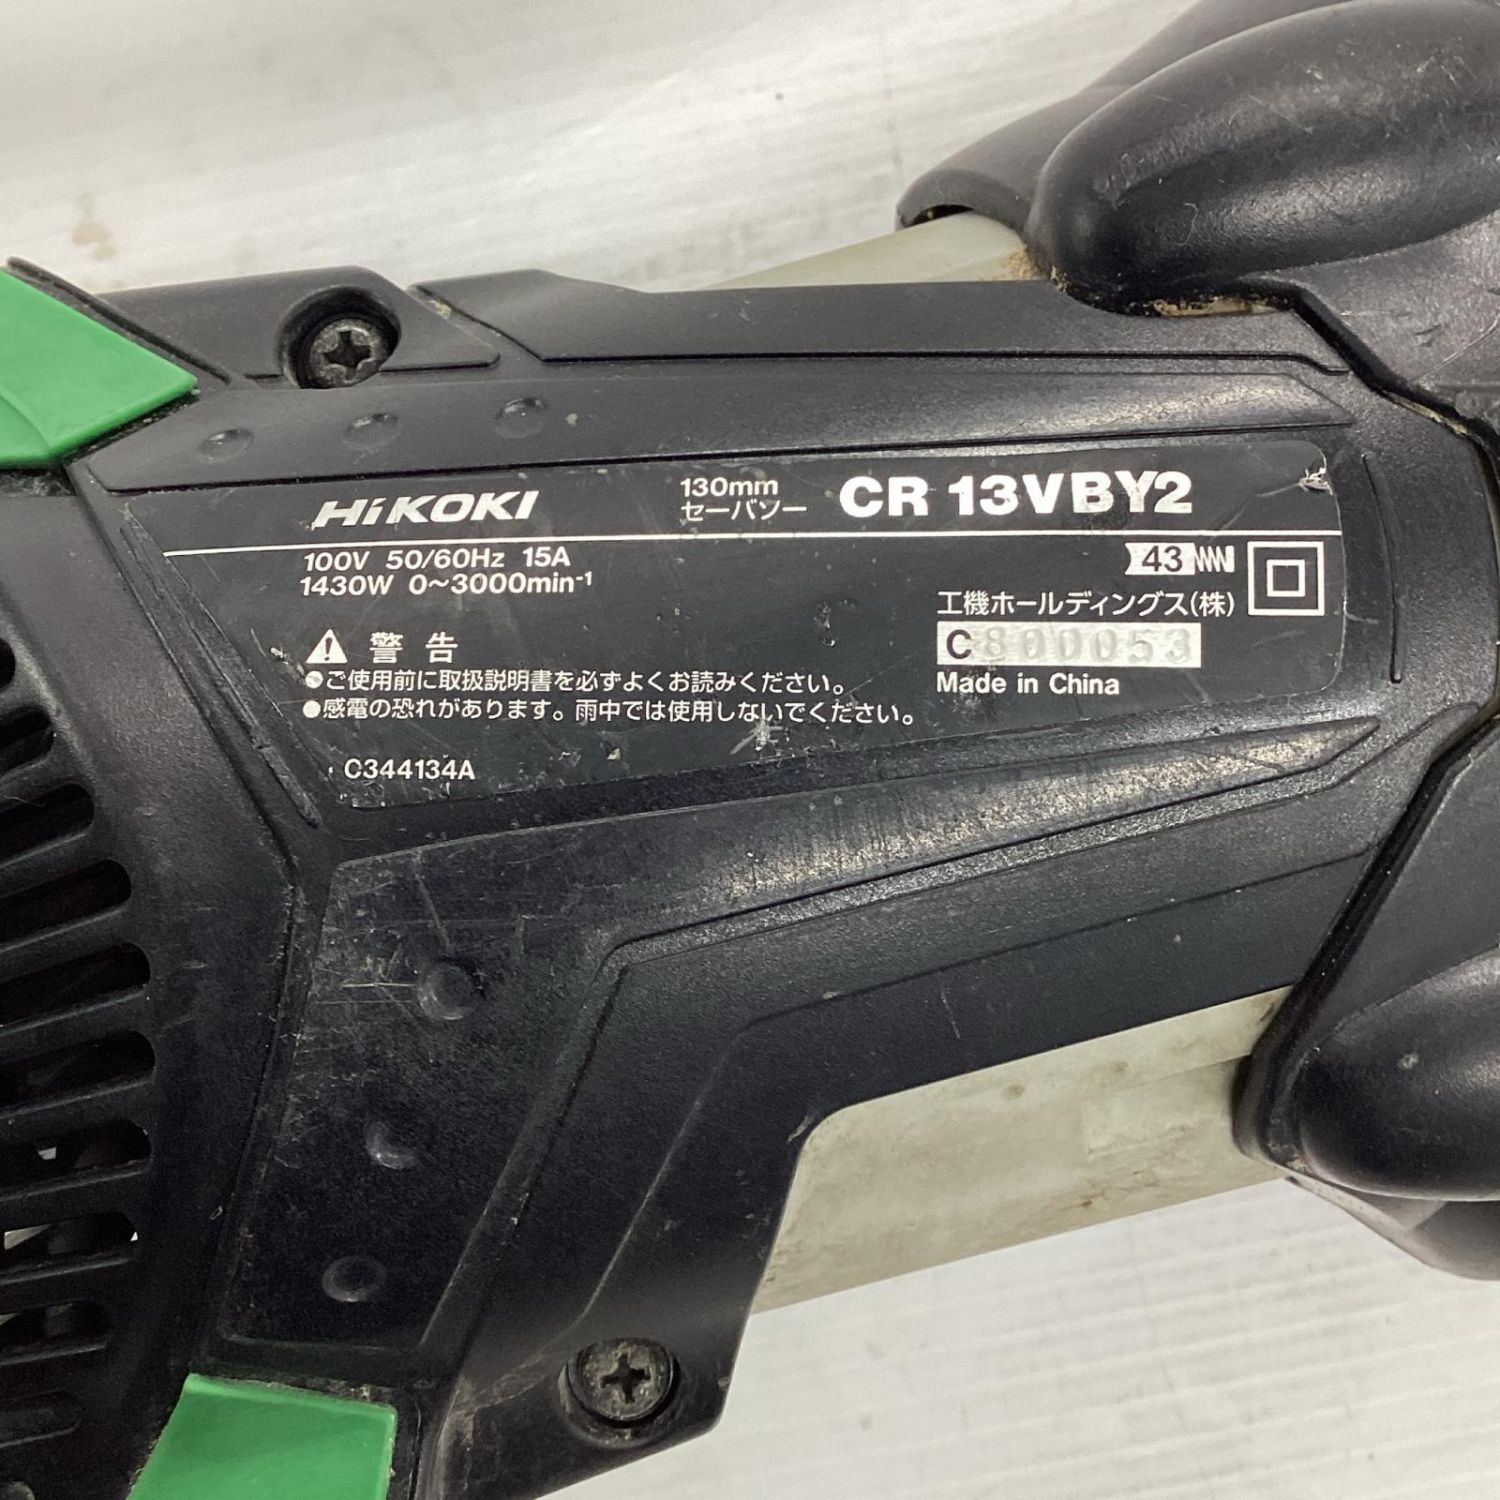 HiKOKI
130mm
セーバソー
CR 13VBY2
100V 50/60Hz 15A
1430W 0~3000min⁻¹
43
工機ホールディングス(株)
C800053
Made in China
警告
●ご使用前に取扱説明書を必ずよくお読みください。
●感電の恐れがあります。雨中では使用しないでください。
C344134A